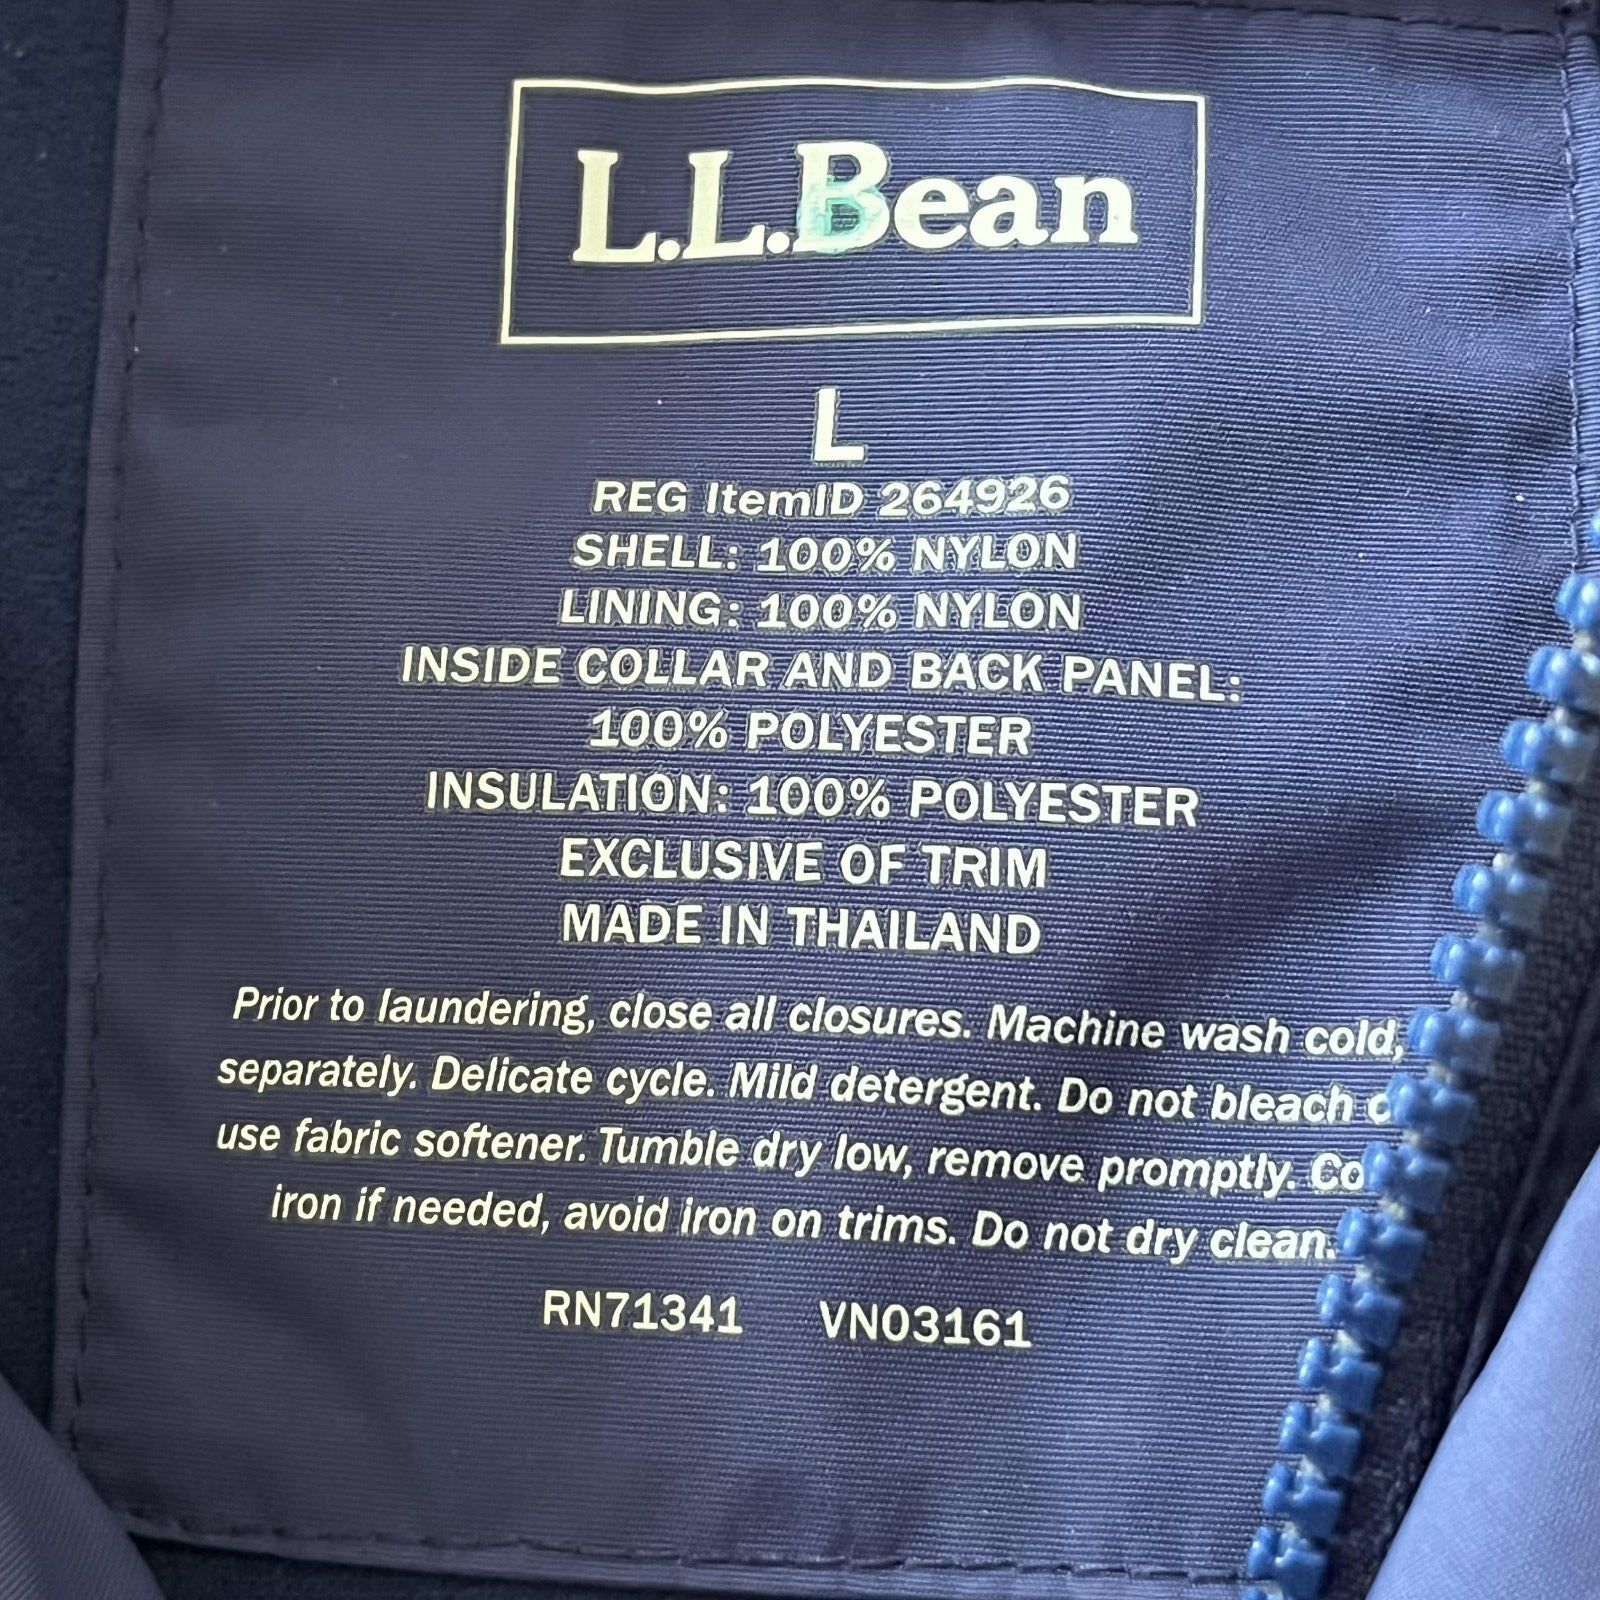 L.L.Bean
L
REG ItemID 264926
SHELL: 100% NYLON
LINING: 100% NYLON
INSIDE COLLAR AND BACK PANEL:
100% POLYESTER
INSULATION: 100% POLYESTER
EXCLUSIVE OF TRIM
MADE IN THAILAND
Prior to laundering, close all closures. Machine wash cold,
separately. Delicate cycle. Mild detergent. Do not bleach
use fabric softener. Tumble dry low, remove promptly.
iron if needed, avoid iron on trims. Do not dry clean.
RN71341 VN03161